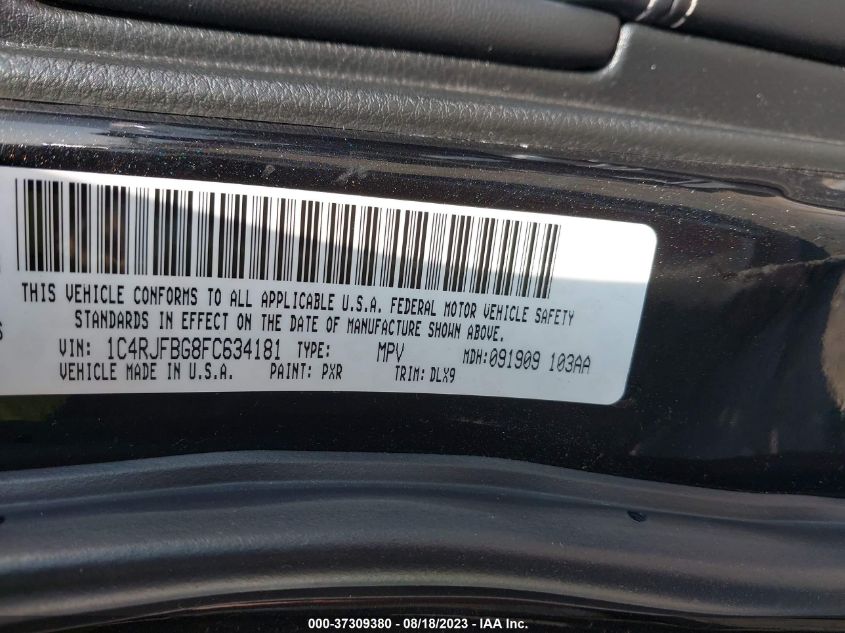 THIS VEHICLE CONFORMS TO ALL APPLICABLE U.S.A. FEDERAL MOTOR VEHICLE SAFETY
STANDARDS IN EFFECT ON THE DATE OF MANUFACTURE SHOWN ABOVE.
VIN: 1C4RJFBG8FC634181 TYPE: MPV MDH:091909 103AA
VEHICLE MADE IN U.S.A. PAINT: PXR TRIM: DLX9
000-37309380 - 08/18/2023 - IAA Inc.